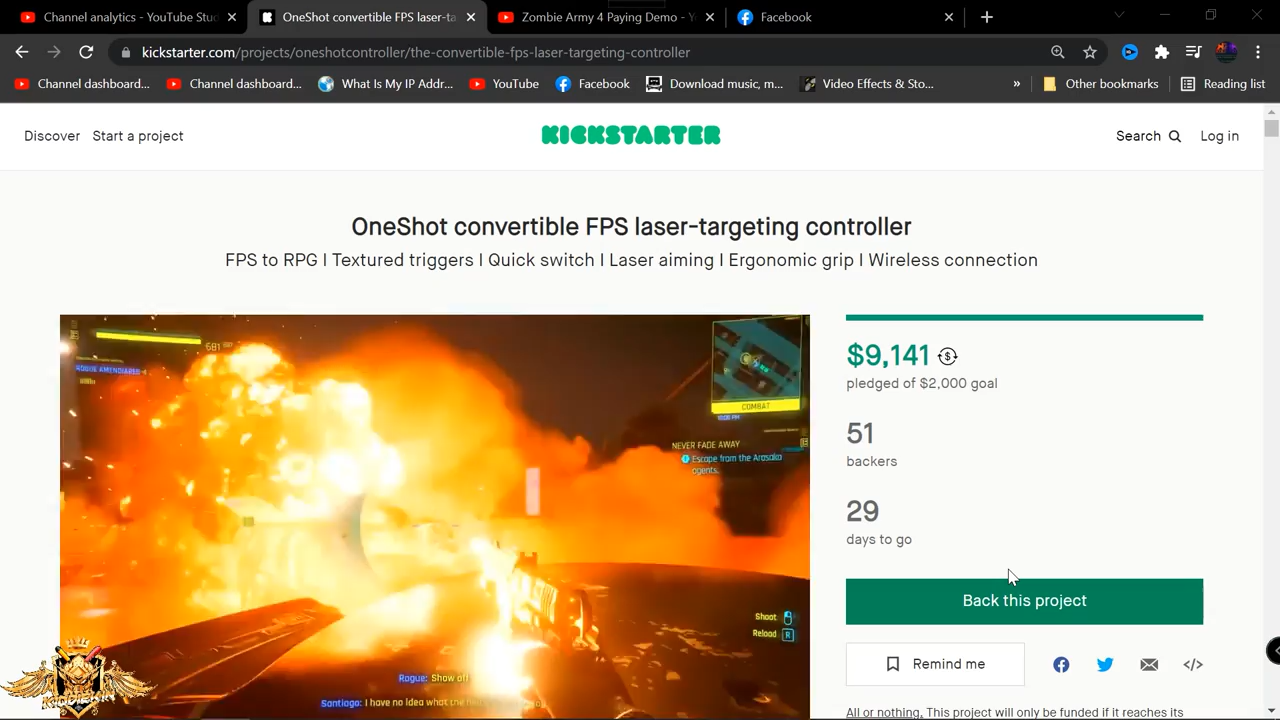 Channel analytics - YouTube Stu
OneShot convertible FPS laser-ta
Zombie Army 4 Paying Demo - Y
Facebook
kickstarter.com/projects/oneshotcontroller/the-convertible-fps-laser-targeting-controller
Channel dashboard...
Channel dashboard...
What Is My IP Addr...
YouTube
Facebook
Download music, m...
Video Effects & Sto...
»
Other bookmarks
Reading list
Discover
Start a project
KICKSTARTER
Search
Log in
OneShot convertible FPS laser-targeting controller
FPS to RPG I Textured triggers I Quick switch I Laser aiming I Ergonomic grip I Wireless connection
681
COMBAT
NEVER FADE AWAY
Escape from the Arasaka
agents.
Shoot
Reload R
Rogue: Show off!
Santiago: I have no idea what the
$9,141
pledged of $2,000 goal
51
backers
29
days to go
Back this project
Remind me
All or nothing. This project will only be funded if it reaches its